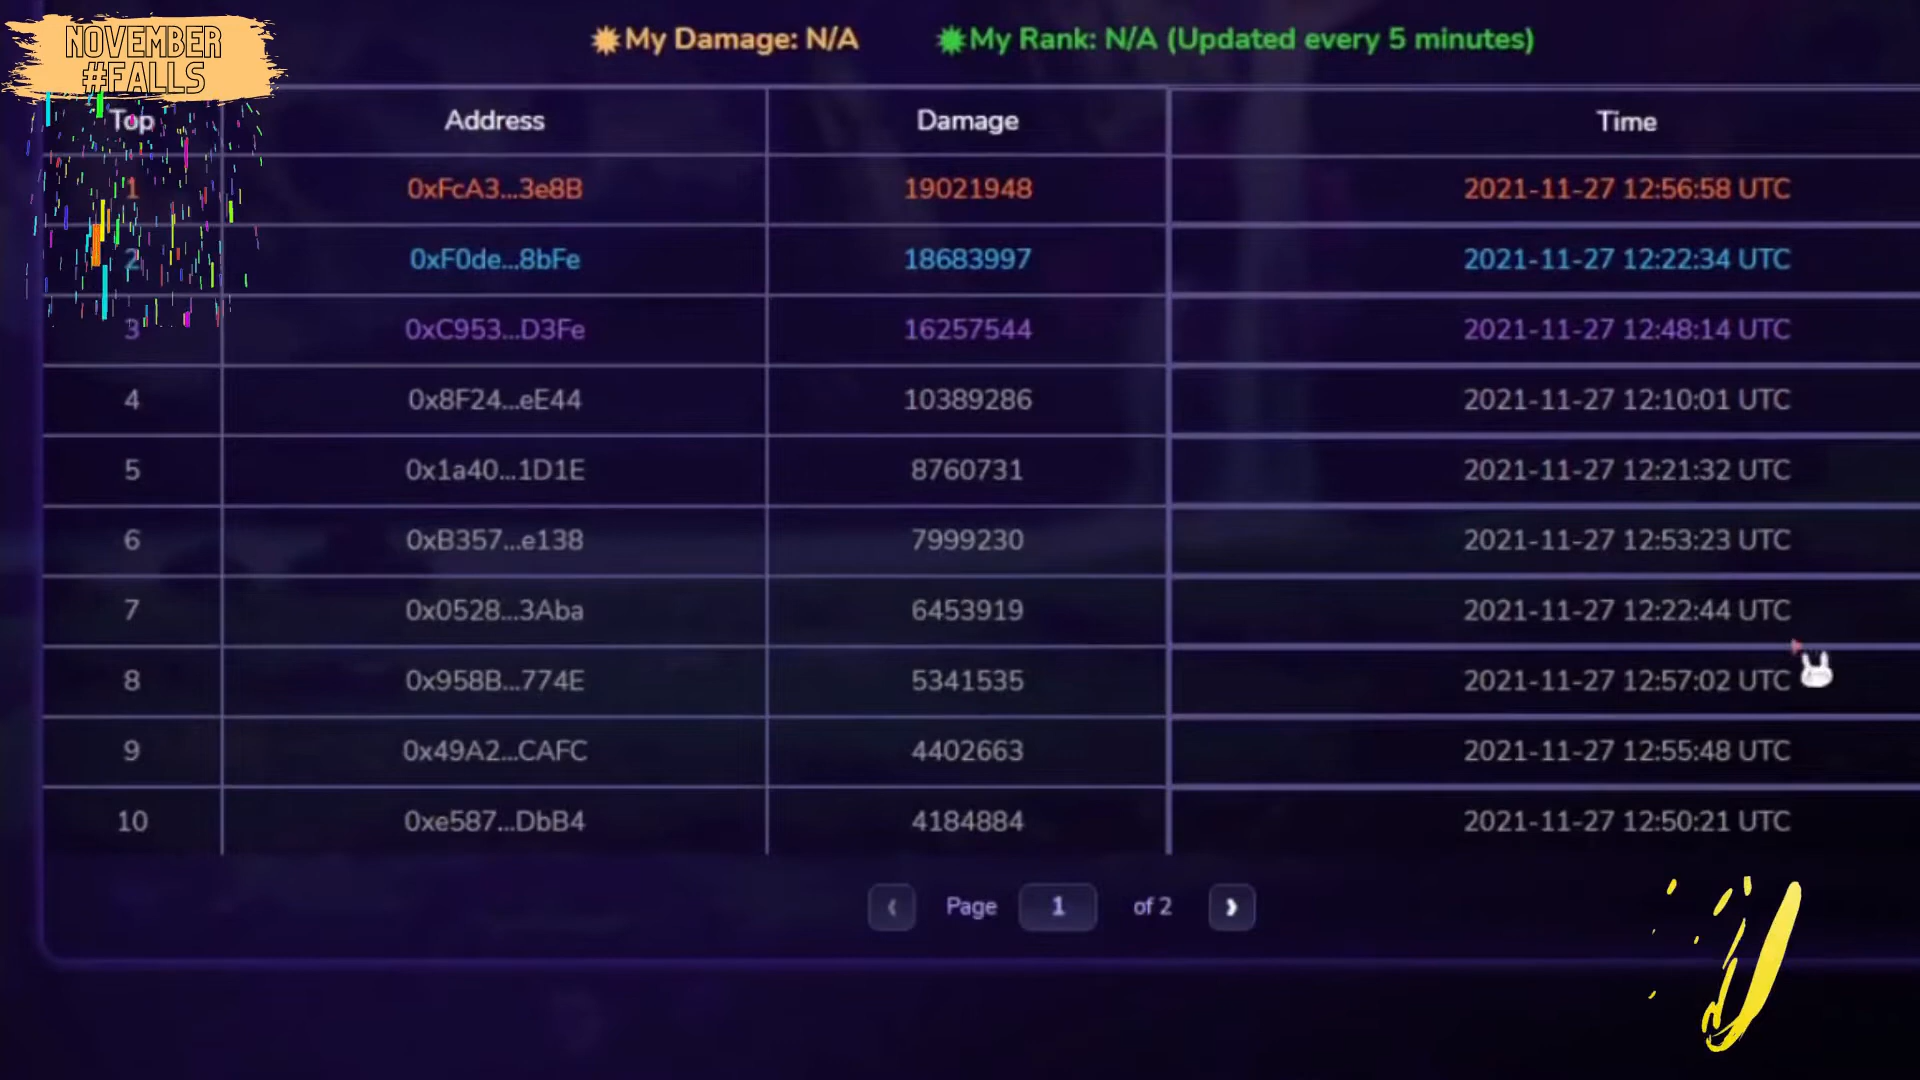 NOVEMBER
#FALLS
My Damage: N/A
My Rank: N/A (Updated every 5 minutes)
Top Address Damage Time
1 0xFcA3...3e8B 19021948 2021-11-27 12:56:58 UTC
2 0xF0de...8bFe 18683997 2021-11-27 12:22:34 UTC
3 0xC953...D3Fe 16257544 2021-11-27 12:48:14 UTC
4 0x8F24...eE44 10389286 2021-11-27 12:10:01 UTC
5 0x1a40...1D1E 8760731 2021-11-27 12:21:32 UTC
6 0xB357...e138 7999230 2021-11-27 12:53:23 UTC
7 0x0528...3Aba 6453919 2021-11-27 12:22:44 UTC
8 0x958B...774E 5341535 2021-11-27 12:57:02 UTC
9 0x49A2...CAFC 4402663 2021-11-27 12:55:48 UTC
10 0xe587...DbB4 4184884 2021-11-27 12:50:21 UTC
‹ Page 1 of 2 ›